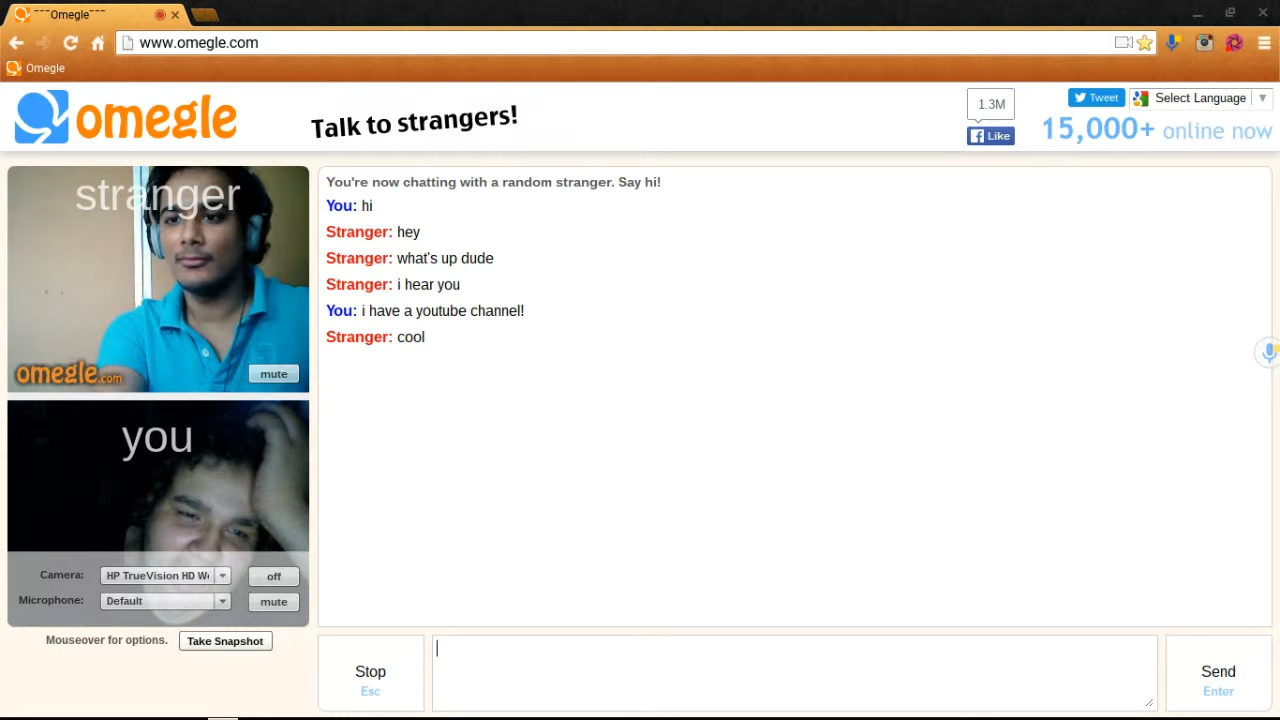 ---Omegle---
www.omegle.com
Omegle
omegle
Talk to strangers!
1.3M
Like
Tweet
Select Language
15,000+ online now
stranger
omegle.com
mute
You're now chatting with a random stranger. Say hi!
You: hi
Stranger: hey
Stranger: what's up dude
Stranger: i hear you
You: i have a youtube channel!
Stranger: cool
you
Camera: HP TrueVision HD We off
Microphone: Default mute
Mouseover for options. Take Snapshot
Stop
Esc
Send
Enter